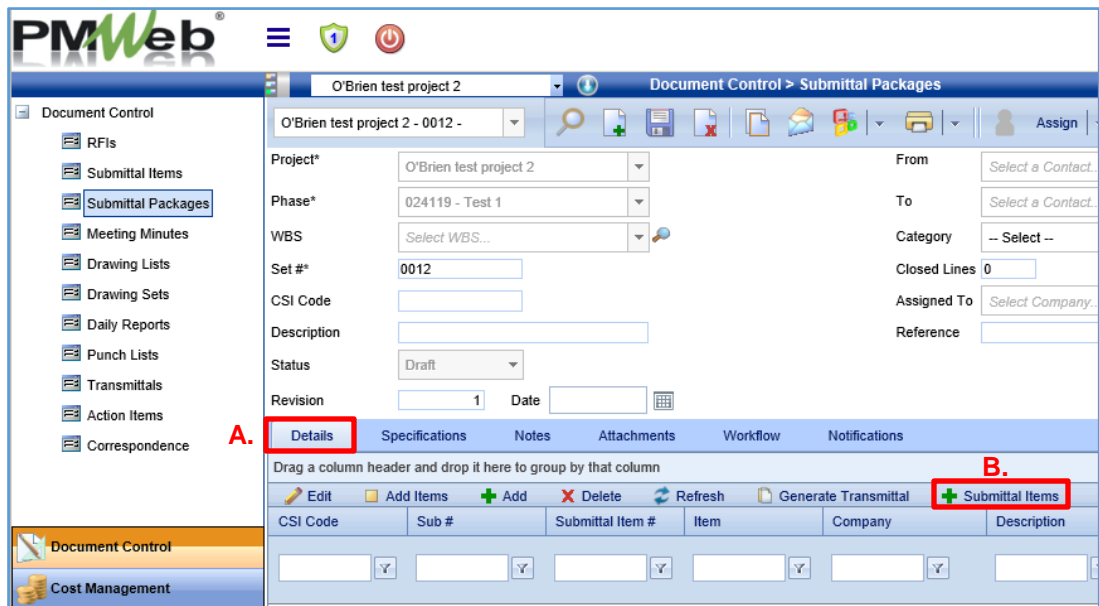 PMWeb®
1
O'Brien test project 2
Document Control > Submittal Packages
Document Control
RFIs
Submittal Items
Submittal Packages
Meeting Minutes
Drawing Lists
Drawing Sets
Daily Reports
Punch Lists
Transmittals
Action Items
Correspondence
Document Control
Cost Management
O'Brien test project 2 - 0012 -
Assign
Project* O'Brien test project 2 From Select a Contact..
Phase* 024119 - Test 1 To Select a Contact..
WBS Select WBS... Category -- Select --
Set #* 0012 Closed Lines 0
CSI Code Assigned To Select Company..
Description Reference
Status Draft
Revision 1 Date
A. Details Specifications Notes Attachments Workflow Notifications
Drag a column header and drop it here to group by that column
B.
Edit Add Items Add Delete Refresh Generate Transmittal Submittal Items
CSI Code Sub # Submittal Item # Item Company Description